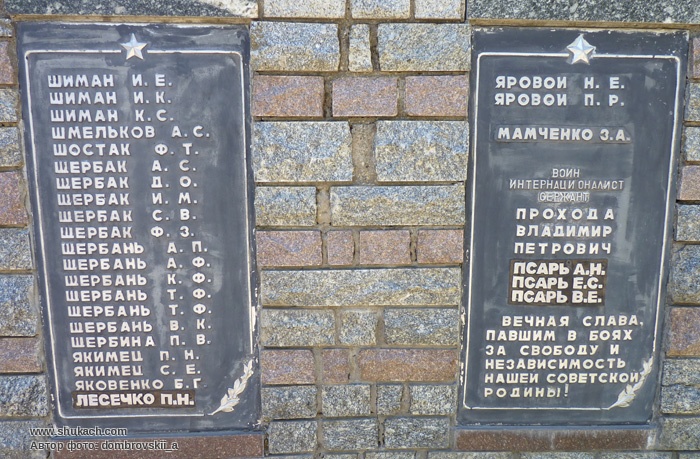 ШИМАН И. Е.
ШИМАН И. К.
ШИМАН К. С.
ШМЕЛЬКОВ А. С.
ШОСТАК Ф. Т.
ЩЕРБАК А. С.
ЩЕРБАК Д. О.
ЩЕРБАК И. М.
ЩЕРБАК С. В.
ЩЕРБАК Ф. З.
ЩЕРБАНЬ А. П.
ЩЕРБАНЬ А. Ф.
ЩЕРБАНЬ К. Ф.
ЩЕРБАНЬ Т. Ф.
ЩЕРБАНЬ Т. Ф.
ЩЕРБАНЬ В. К.
ЩЕРБИНА П. В.
ЯКИМЕЦ П. Н.
ЯКИМЕЦ С. Е.
ЯКОВЕНКО Б. Г.
ЛЕСЕЧКО П.Н.
ЯРОВОЙ Н. Е.
ЯРОВОЙ П. Р.
МАМЧЕНКО З.А.
ВОИН
ИНТЕРНАЦИОНАЛИСТ
СЕРЖАНТ
ПРОХОДА
ВЛАДИМИР
ПЕТРОВИЧ
ПСАРЬ А.Н.
ПСАРЬ Е.С.
ПСАРЬ В.Е.
ВЕЧНАЯ СЛАВА,
ПАВШИМ В БОЯХ
ЗА СВОБОДУ И
НЕЗАВИСИМОСТЬ
НАШЕЙ СОВЕТСКОЙ
РОДИНЫ!
www.shukach.com
Автор фото: dombrovskii_a